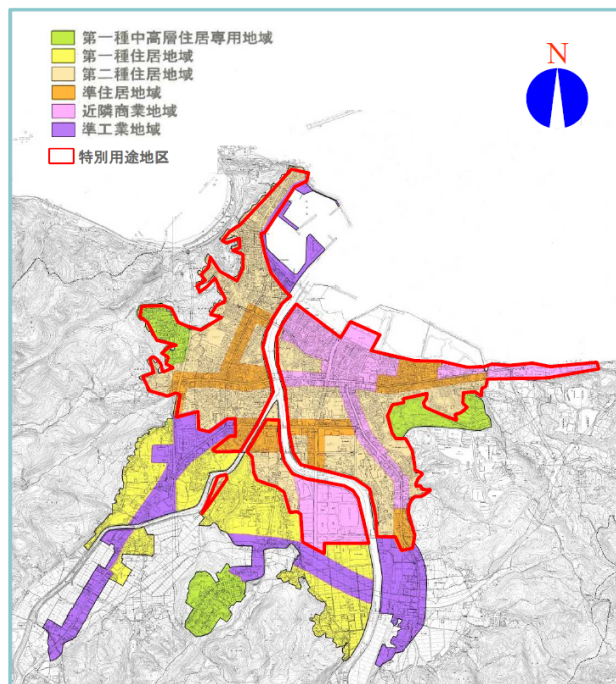 第一種中高層住居専用地域
第一種住居地域
第二種住居地域
準住居地域
近隣商業地域
準工業地域
特別用途地区
N